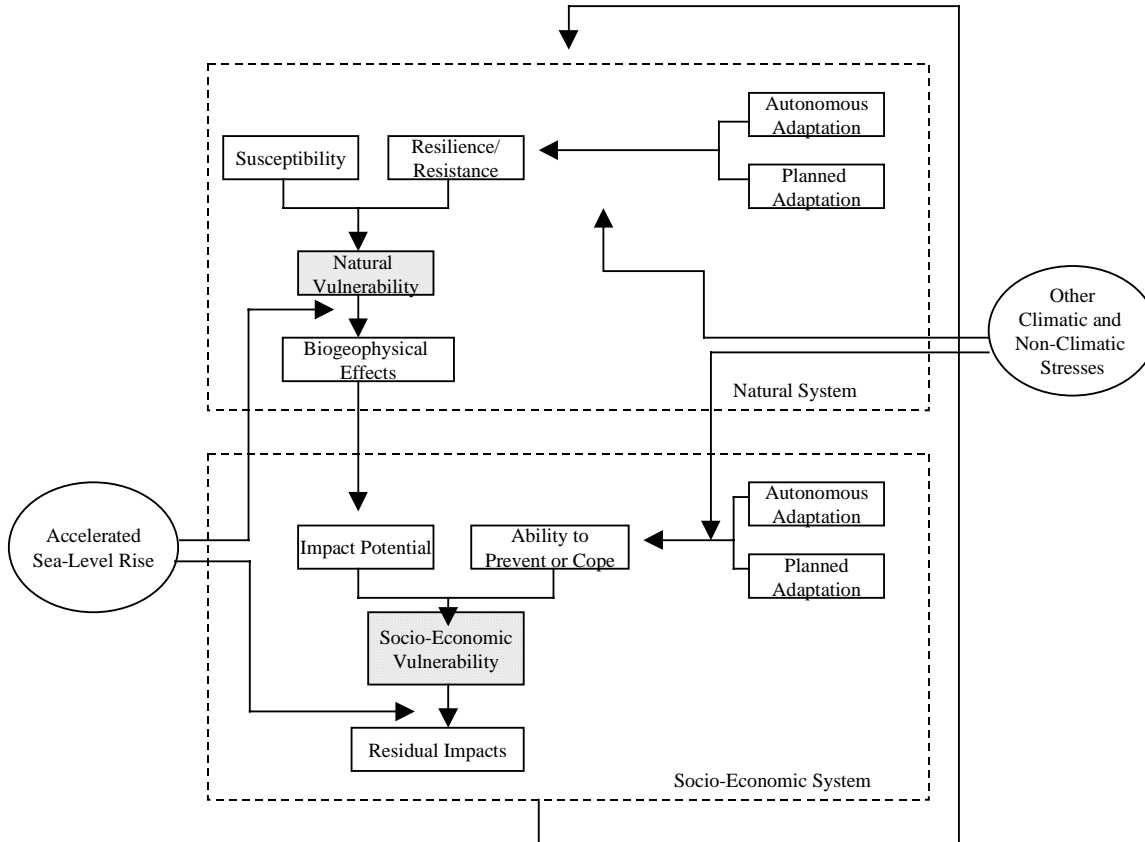 Autonomous
Adaptation
Susceptibility
Resilience/
Resistance
Planned
Adaptation
Natural
Vulnerability
Other
Climatic and
Non-Climatic
Stresses
Biogeophysical
Effects
Natural System
Accelerated
Sea-Level Rise
Autonomous
Adaptation
Impact Potential
Ability to
Prevent or Cope
Planned
Adaptation
Socio-Economic
Vulnerability
Residual Impacts
Socio-Economic System